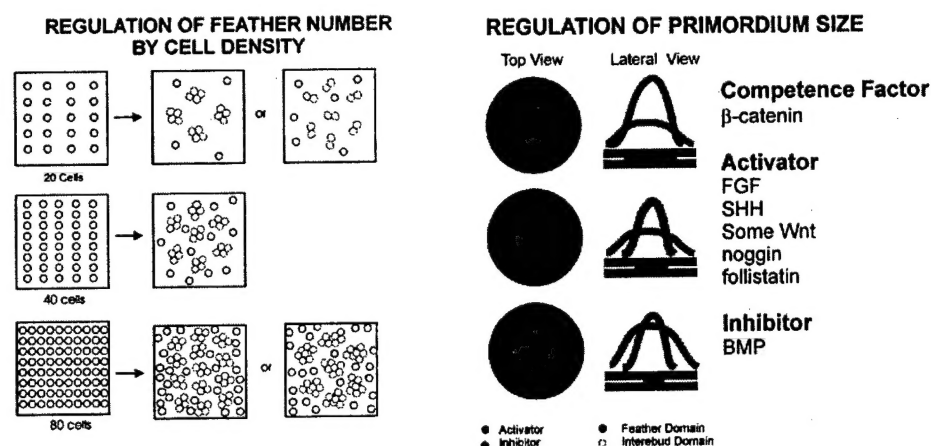 REGULATION OF FEATHER NUMBER
BY CELL DENSITY
or
20 Cells
40 cells
or
80 cells
REGULATION OF PRIMORDIUM SIZE
Top View Lateral View
Competence Factor
β-catenin
Activator
FGF
SHH
Some Wnt
noggin
follistatin
Inhibitor
BMP
Activator Feather Domain
Inhibitor Interbud Domain